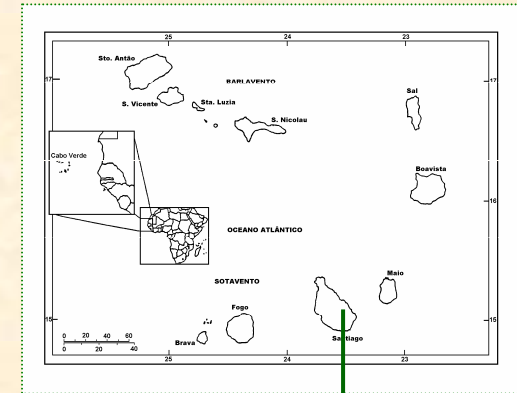 25 24 23
Sto. Antão
BARLAVENTO
17 17
Sal
S. Vicente
Sta. Luzia
S. Nicolau
Cabo Verde
Boavista
16
OCEANO ATLÂNTICO
Maio
SOTAVENTO
Fogo
15 15
Santiago
Brava
0 20 40 60
0 20 40
25 24 23